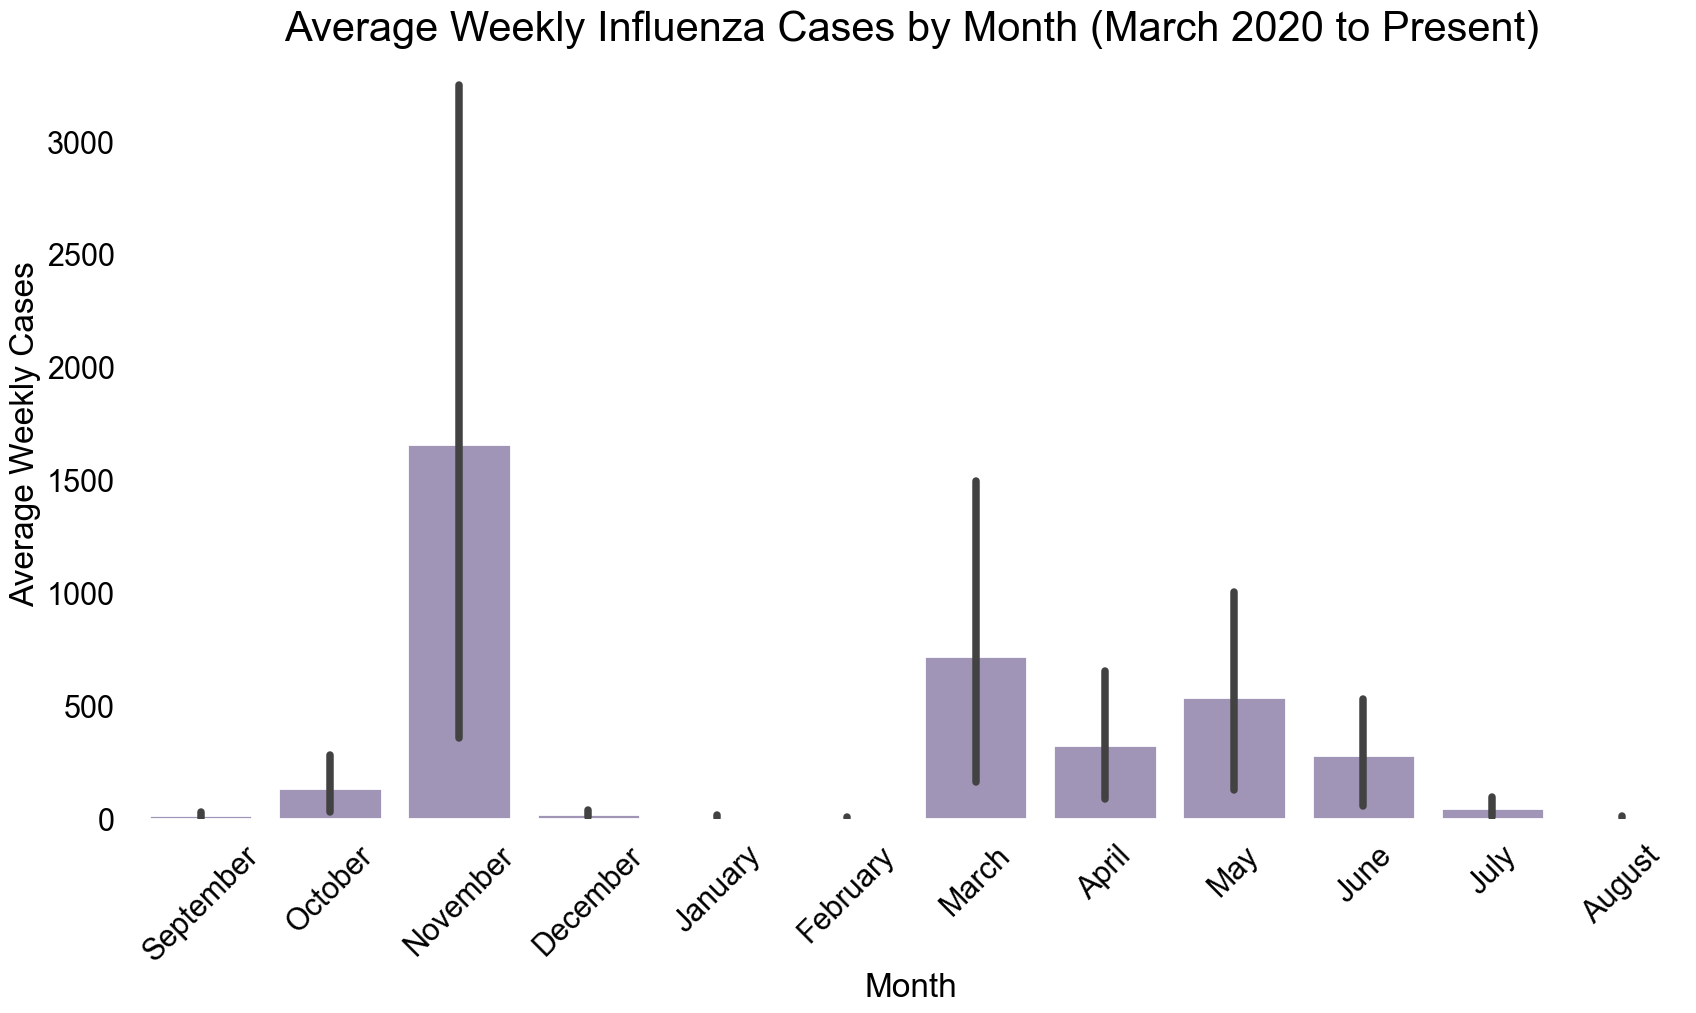 Average Weekly Influenza Cases by Month (March 2020 to Present)
Average Weekly Cases
3000
2500
2000
1500
1000
500
0
September
October
November
December
January
February
March
April
May
June
July
August
Month